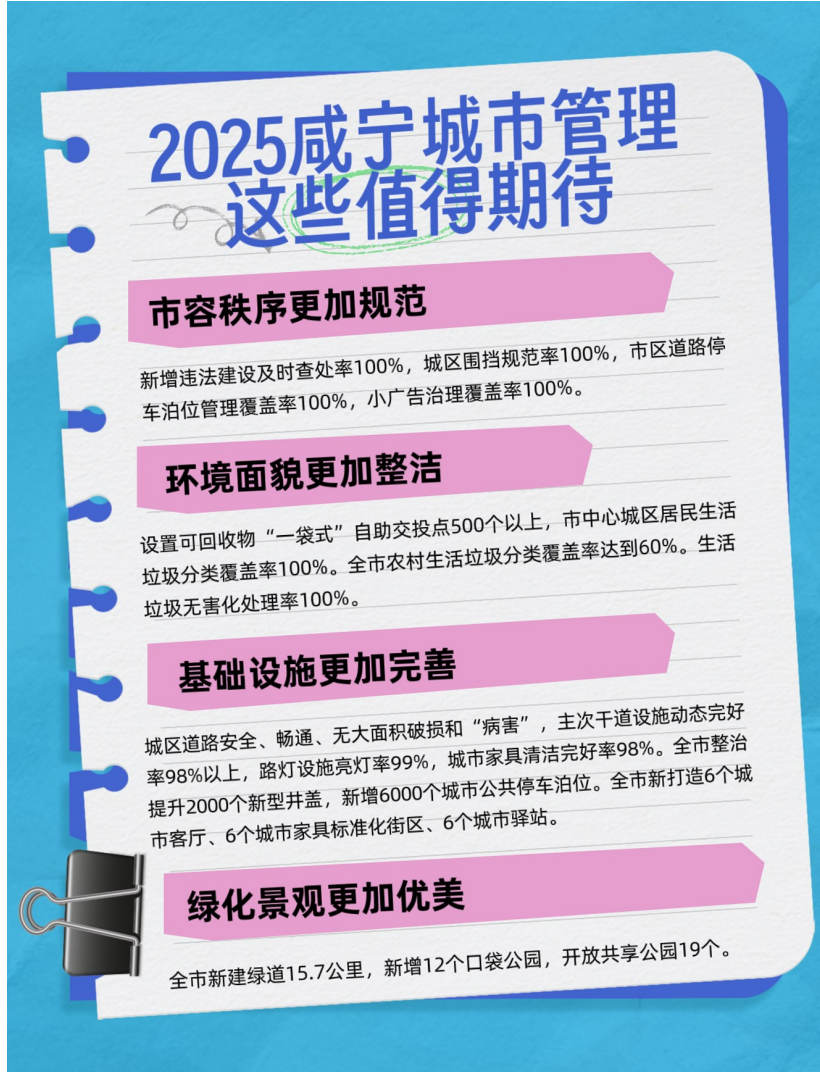 2025咸宁城市管理
这些值得期待
市容秩序更加规范
新增违法建设及时查处率100%，城区围挡规范率100%，市区道路停
车泊位管理覆盖率100%，小广告治理覆盖率100%。
环境面貌更加整洁
设置可回收物“一袋式”自助交投点500个以上，市中心城区居民生活
垃圾分类覆盖率100%。全市农村生活垃圾分类覆盖率达到60%。生活
垃圾无害化处理率100%。
基础设施更加完善
城区道路安全、畅通、无大面积破损和“病害”，主次干道设施动态完好
率98%以上，路灯设施亮灯率99%，城市家具清洁完好率98%。全市整治
提升2000个新型井盖，新增6000个城市公共停车泊位。全市新打造6个城
市客厅、6个城市家具标准化街区、6个城市驿站。
绿化景观更加优美
全市新建绿道15.7公里，新增12个口袋公园，开放共享公园19个。